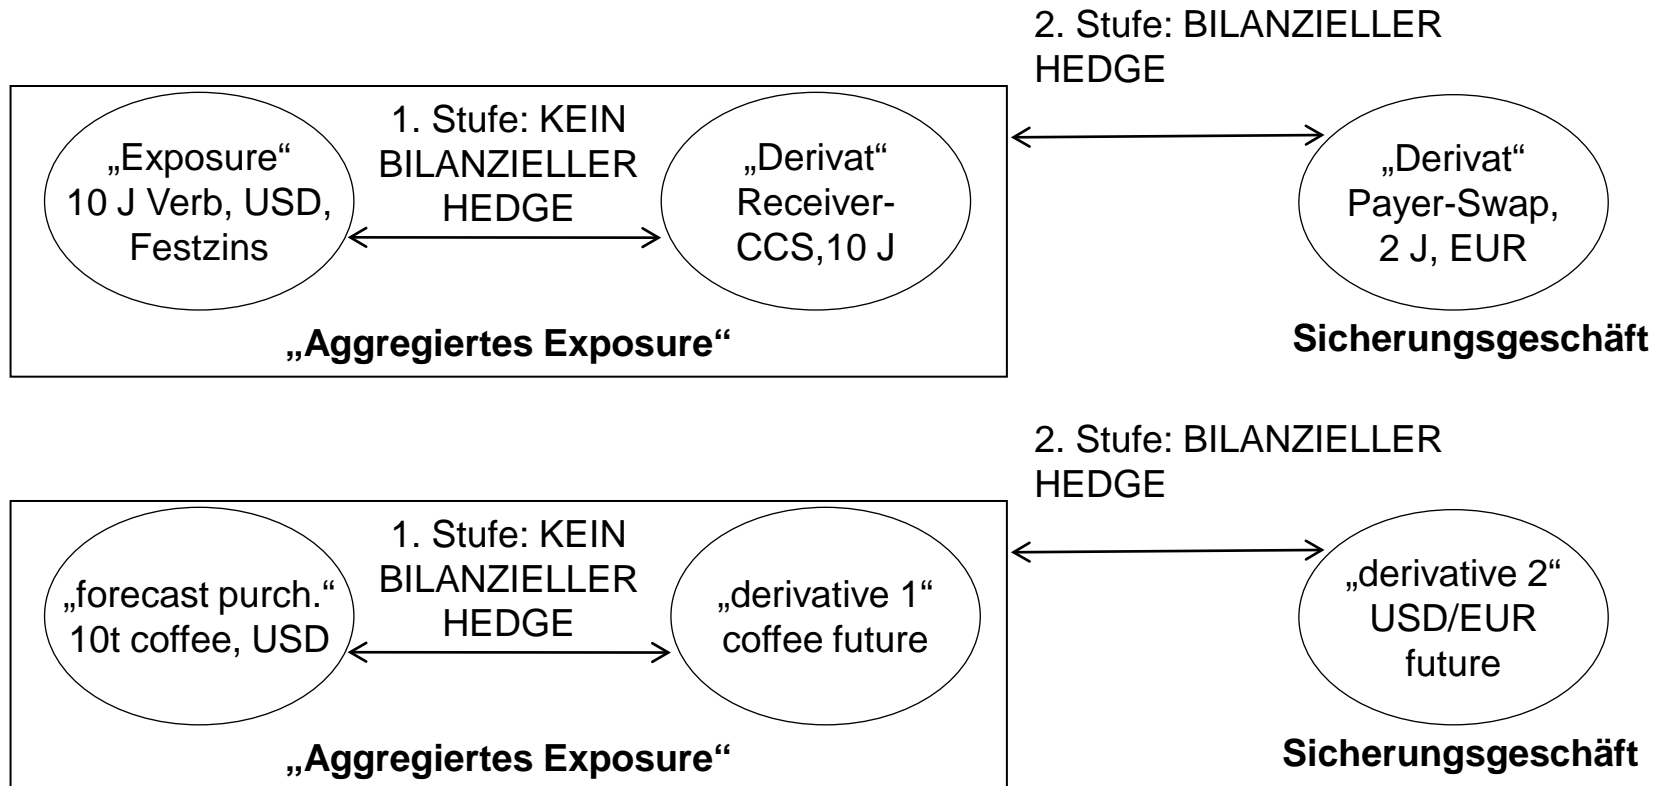 2. Stufe: BILANZIELLER
HEDGE
1. Stufe: KEIN
BILANZIELLER
HEDGE
„Exposure“
10 J Verb, USD,
Festzins
„Derivat“
Receiver-
CCS,10 J
„Derivat“
Payer-Swap,
2 J, EUR
„Aggregiertes Exposure“
Sicherungsgeschäft
2. Stufe: BILANZIELLER
HEDGE
1. Stufe: KEIN
BILANZIELLER
HEDGE
„forecast purch.“
10t coffee, USD
„derivative 1“
coffee future
„derivative 2“
USD/EUR
future
„Aggregiertes Exposure“
Sicherungsgeschäft